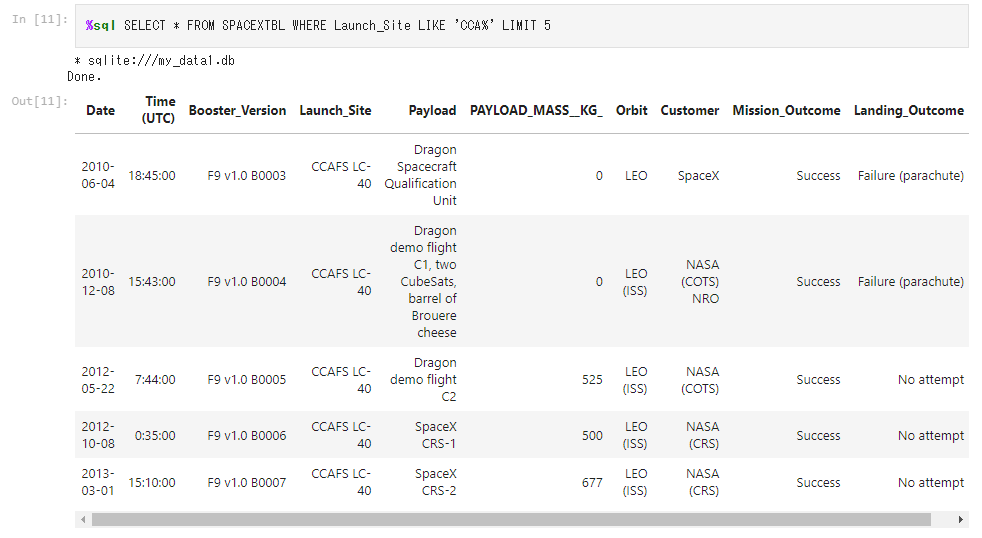 In [11]: %sql SELECT * FROM SPACEXTBL WHERE Launch_Site LIKE 'CCA%' LIMIT 5
* sqlite:///my_data1.db
Done.
Out[11]:
Date Time (UTC) Booster_Version Launch_Site Payload PAYLOAD_MASS__KG_ Orbit Customer Mission_Outcome Landing_Outcome
2010-06-04 18:45:00 F9 v1.0 B0003 CCAFS LC-40 Dragon Spacecraft Qualification Unit 0 LEO SpaceX Success Failure (parachute)
2010-12-08 15:43:00 F9 v1.0 B0004 CCAFS LC-40 Dragon demo flight C1, two CubeSats, barrel of Brouere cheese 0 LEO (ISS) NASA (COTS) NRO Success Failure (parachute)
2012-05-22 7:44:00 F9 v1.0 B0005 CCAFS LC-40 Dragon demo flight C2 525 LEO (ISS) NASA (COTS) Success No attempt
2012-10-08 0:35:00 F9 v1.0 B0006 CCAFS LC-40 SpaceX CRS-1 500 LEO (ISS) NASA (CRS) Success No attempt
2013-03-01 15:10:00 F9 v1.0 B0007 CCAFS LC-40 SpaceX CRS-2 677 LEO (ISS) NASA (CRS) Success No attempt